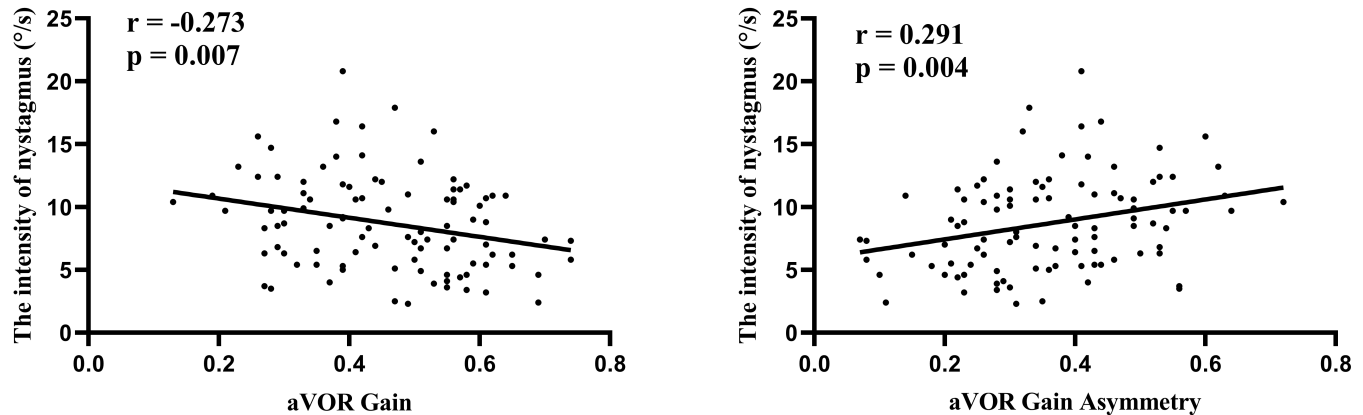 The intensity of nystagmus (°/s)
25
20
15
10
5
0
r = -0.273
p = 0.007
0.0 0.2 0.4 0.6 0.8
aVOR Gain
The intensity of nystagmus (°/s)
25
20
15
10
5
0
r = 0.291
p = 0.004
0.0 0.2 0.4 0.6 0.8
aVOR Gain Asymmetry